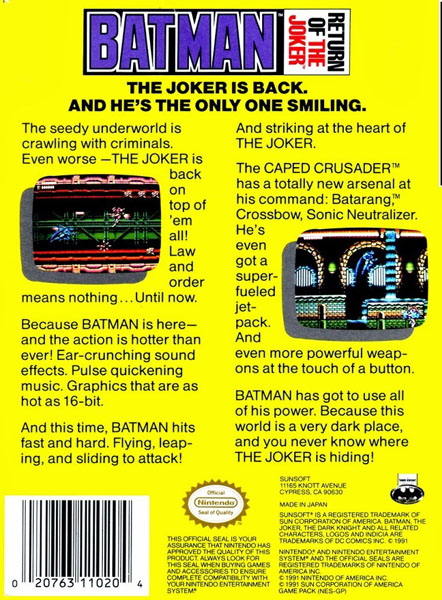 BATMAN
RETURN
OF THE
JOKER™
THE JOKER IS BACK.
AND HE'S THE ONLY ONE SMILING.
The seedy underworld is
crawling with criminals.
Even worse —THE JOKER is
back
on
top of
'em
all!
Law
and
order
means nothing...Until now.
Because BATMAN is here—
and the action is hotter than
ever! Ear-crunching sound
effects. Pulse quickening
music. Graphics that are as
hot as 16-bit.
And this time, BATMAN hits
fast and hard. Flying, leap-
ing, and sliding to attack!
And striking at the heart of
THE JOKER.
The CAPED CRUSADER™
has a totally new arsenal at
his command: Batarang,™
Crossbow, Sonic Neutralizer.
He's
even
got a
super-
fueled
jet-
pack.
And
even more powerful weap-
ons at the touch of a button.
BATMAN has got to use all
of his power. Because this
world is a very dark place,
and you never know where
THE JOKER is hiding!
0 20763 11020 4
Official
Nintendo
Seal of Quality
THIS OFFICIAL SEAL IS YOUR
ASSURANCE THAT NINTENDO HAS
APPROVED THE QUALITY OF THIS
PRODUCT. ALWAYS LOOK FOR
THIS SEAL WHEN BUYING GAMES
AND ACCESSORIES TO ENSURE
COMPLETE COMPATIBILITY WITH
YOUR NINTENDO ENTERTAINMENT
SYSTEM®
SUNSOFT
11165 KNOTT AVENUE
CYPRESS, CA 90630
MADE IN JAPAN
SUNSOFT® IS A REGISTERED TRADEMARK OF
SUN CORPORATION OF AMERICA. BATMAN, THE
JOKER, THE DARK KNIGHT AND ALL RELATED
CHARACTERS, LOGOS AND INDICIA ARE
TRADEMARKS OF DC COMICS INC. © 1991
NINTENDO® AND NINTENDO ENTERTAINMENT
SYSTEM® AND THE OFFICIAL SEALS ARE
REGISTERED TRADEMARKS OF NINTENDO OF
AMERICA INC.
© 1991 NINTENDO OF AMERICA INC.
© 1991 SUN CORPORATION OF AMERICA
GAME PACK (NES-GP)